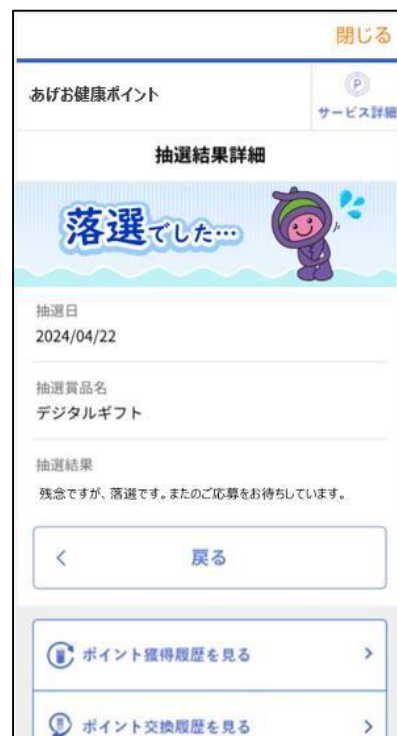 閉じる
あげお健康ポイント
P
サービス詳細
抽選結果詳細
落選でした…
抽選日
2024/04/22
抽選賞品名
デジタルギフト
抽選結果
残念ですが、落選です。またのご応募をお待ちしています。
戻る
ポイント獲得履歴を見る
ポイント交換履歴を見る